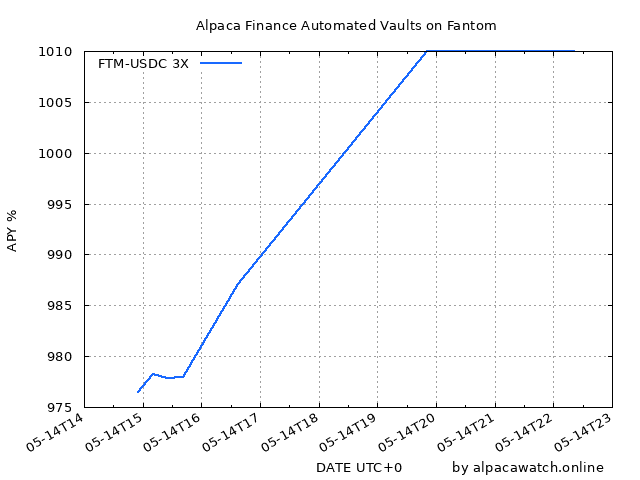 Alpaca Finance Automated Vaults on Fantom
FTM-USDC 3X
APY %
1010
1005
1000
995
990
985
980
975
05-14T14
05-14T15
05-14T16
05-14T17
05-14T18
05-14T19
05-14T20
05-14T21
05-14T22
05-14T23
DATE UTC+0
by alpacawatch.online